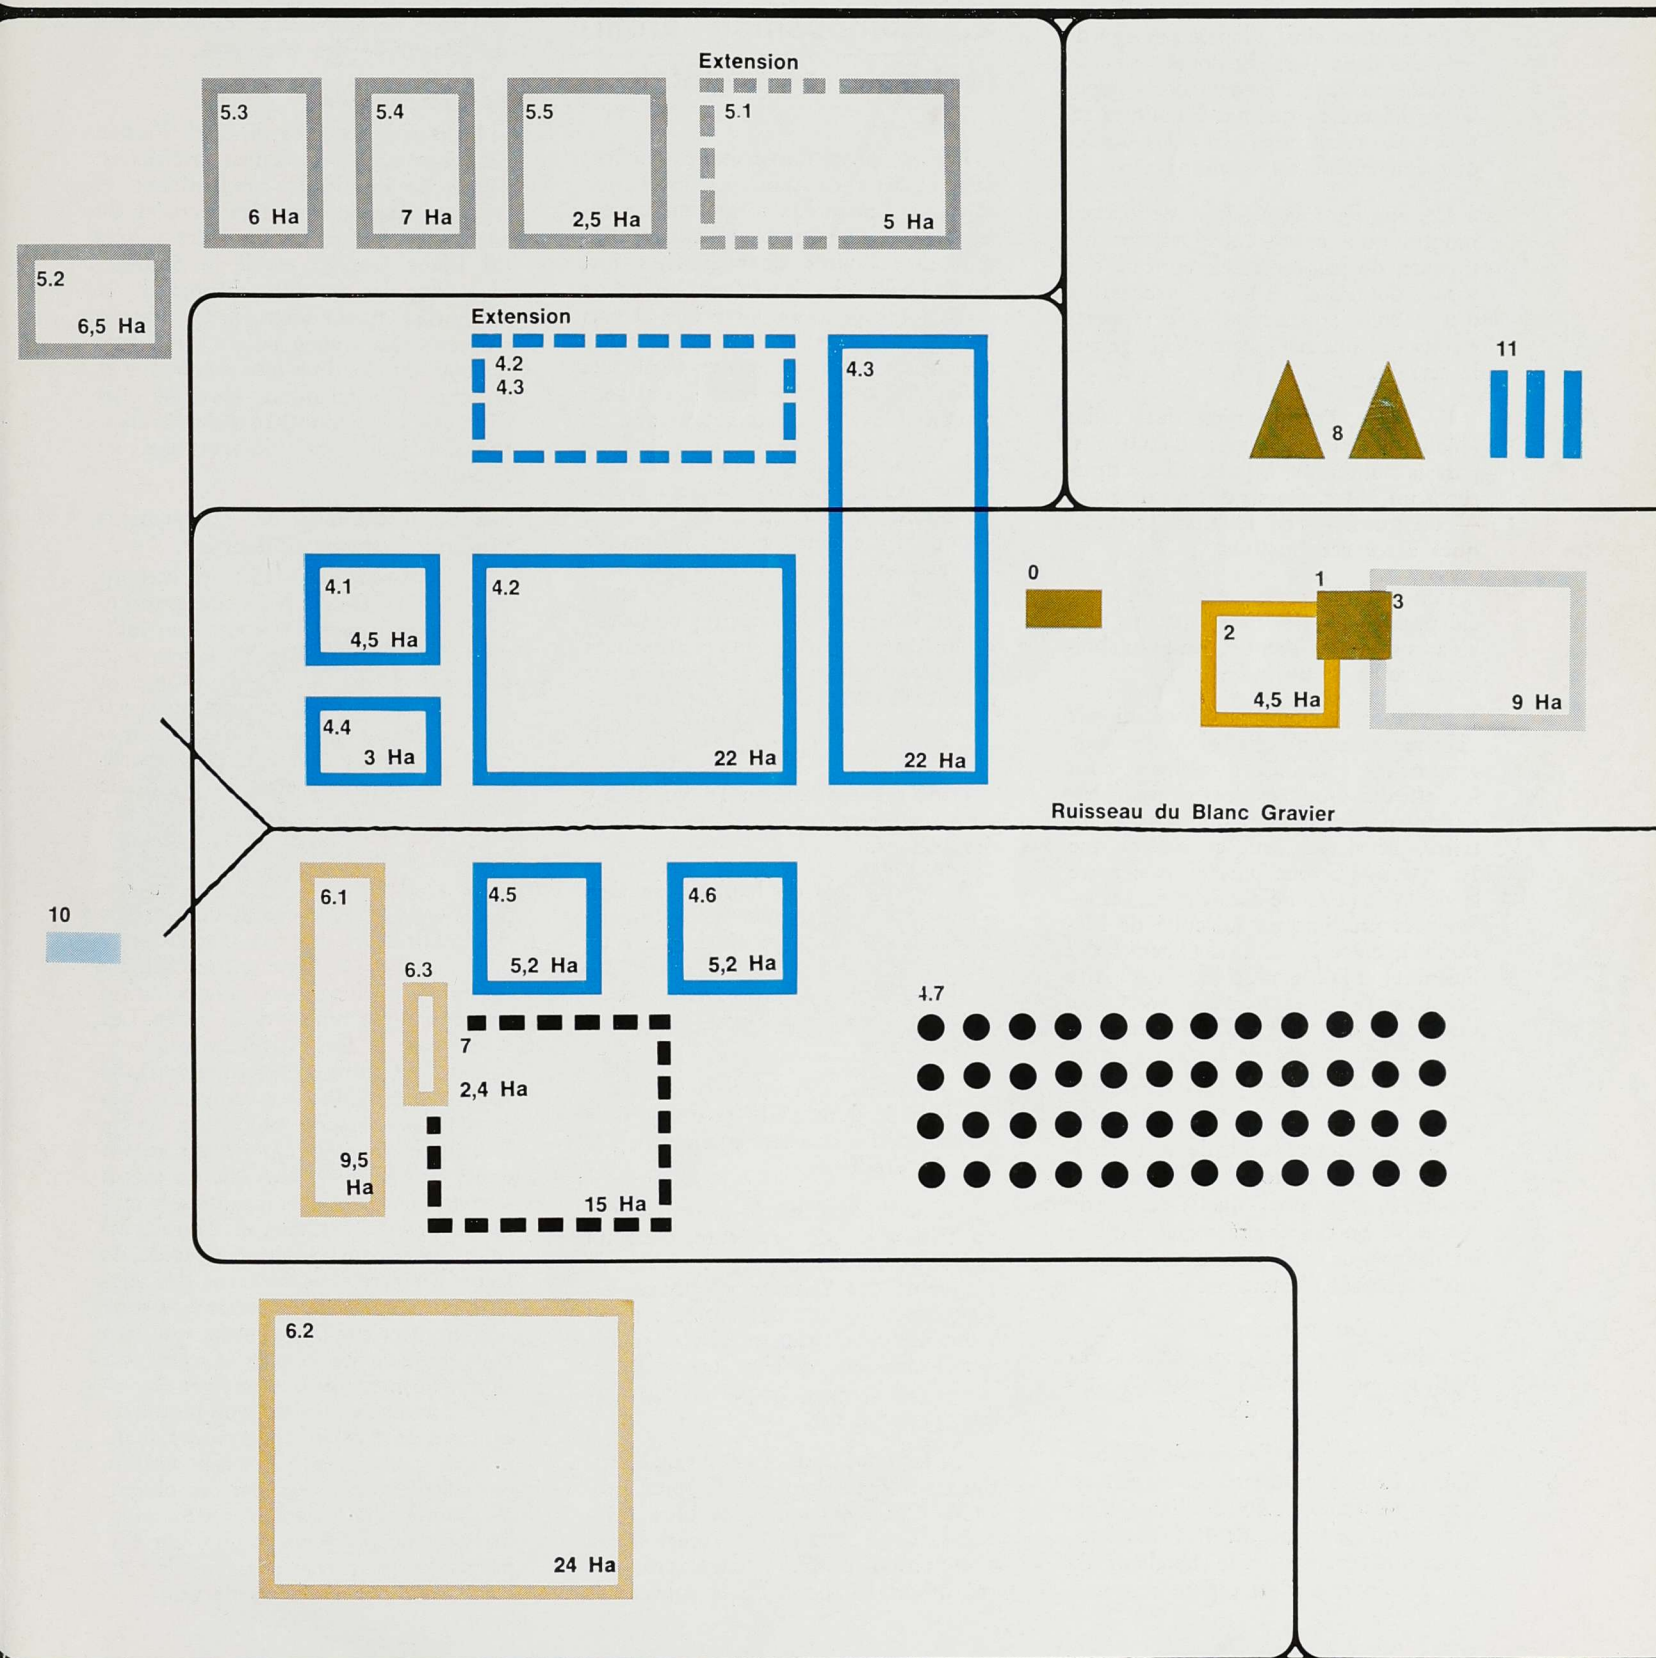 Extension
5.3
6 Ha
5.4
7 Ha
5.5
2,5 Ha
5.1
5 Ha
5.2
6,5 Ha
Extension
4.2
4.3
4.3
22 Ha
8
11
4.1
4,5 Ha
4.2
22 Ha
4.4
3 Ha
0
1
2
4,5 Ha
3
9 Ha
Ruisseau du Blanc Gravier
10
6.1
9,5
Ha
6.3
4.5
5,2 Ha
4.6
5,2 Ha
7
2,4 Ha
15 Ha
4.7
6.2
24 Ha